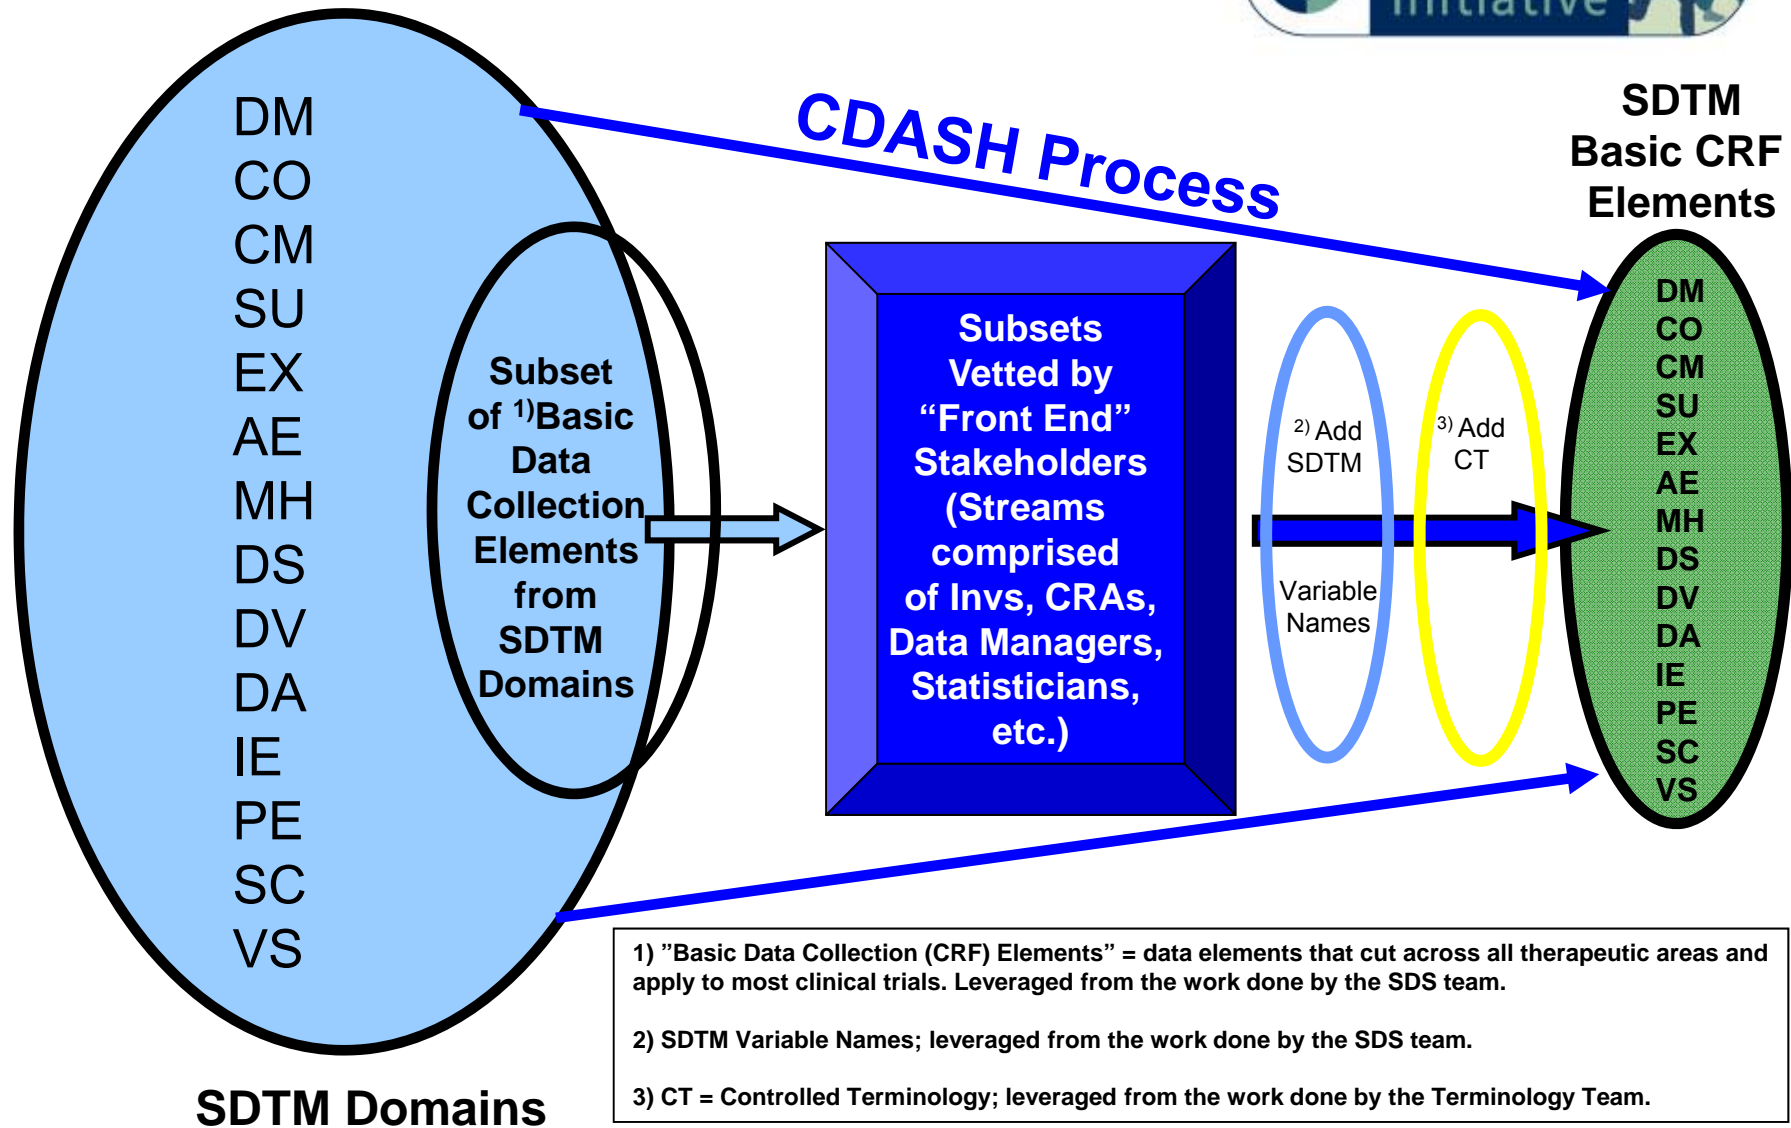 Initiative
CDASH Process
SDTM
Basic CRF
Elements
DM
CO
CM
SU
EX
AE
MH
DS
DV
DA
IE
PE
SC
VS
Subset
of 1)Basic
Data
Collection
Elements
from
SDTM
Domains
Subsets
Vetted by
“Front End”
Stakeholders
(Streams
comprised
of Invs, CRAs,
Data Managers,
Statisticians,
etc.)
2) Add
SDTM
Variable
Names
3) Add
CT
DM
CO
CM
SU
EX
AE
MH
DS
DV
DA
IE
PE
SC
VS
1) ”Basic Data Collection (CRF) Elements” = data elements that cut across all therapeutic areas and
apply to most clinical trials. Leveraged from the work done by the SDS team.
2) SDTM Variable Names; leveraged from the work done by the SDS team.
3) CT = Controlled Terminology; leveraged from the work done by the Terminology Team.
SDTM Domains